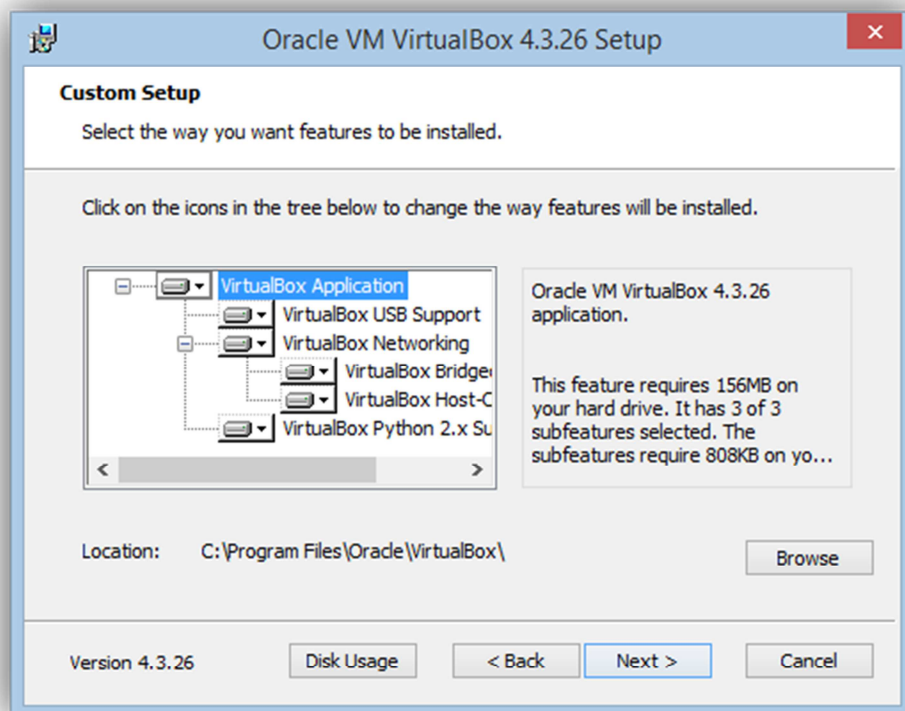 Oracle VM VirtualBox 4.3.26 Setup
Custom Setup
Select the way you want features to be installed.
Click on the icons in the tree below to change the way features will be installed.
VirtualBox Application
VirtualBox USB Support
VirtualBox Networking
VirtualBox Bridge
VirtualBox Host-C
VirtualBox Python 2.x Su
Oracle VM VirtualBox 4.3.26
application.
This feature requires 156MB on
your hard drive. It has 3 of 3
subfeatures selected. The
subfeatures require 808KB on yo...
Location: C:\Program Files\Oracle\VirtualBox\
Browse
Version 4.3.26
Disk Usage
< Back
Next >
Cancel